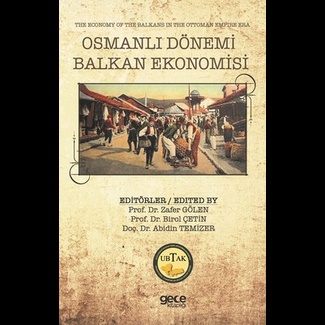 THE ECONOMY OF THE BALKANS IN THE OTTOMAN EMPIRE ERA
OSMANLI DÖNEMİ
BALKAN EKONOMİSİ
EDİTÖRLER / EDITED BY
Prof. Dr. Zafer GÖLEN
Prof. Dr. Birol ÇETİN
Doç. Dr. Abidin TEMİZER
UBTAK
gece
kitaplığı